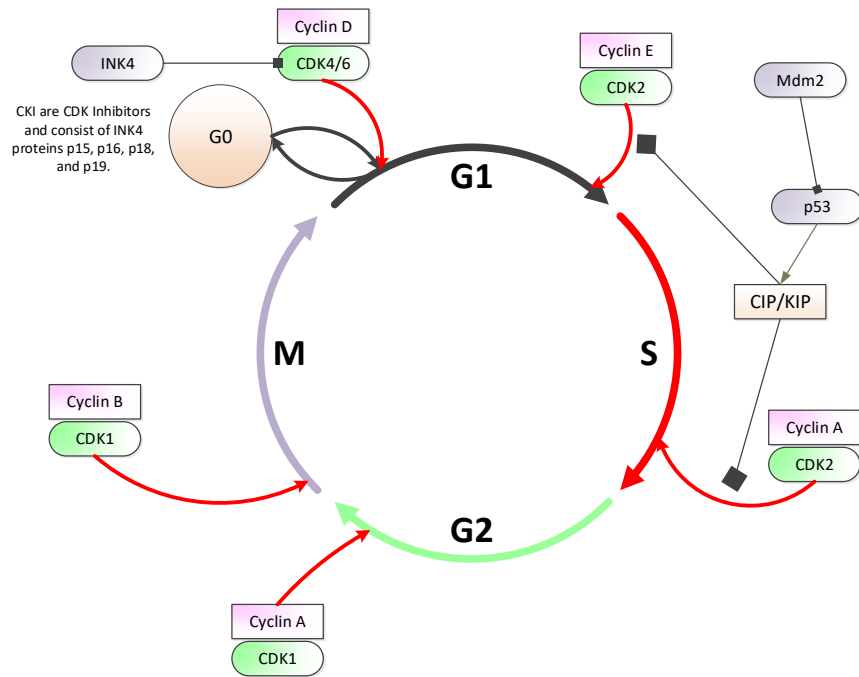 Cyclin D
CDK4/6
INK4
Cyclin E
CDK2
Mdm2
CKI are CDK Inhibitors
and consist of INK4
proteins p15, p16, p18,
and p19.
G0
G1
p53
CIP/KIP
M
S
Cyclin B
CDK1
Cyclin A
CDK2
G2
Cyclin A
CDK1